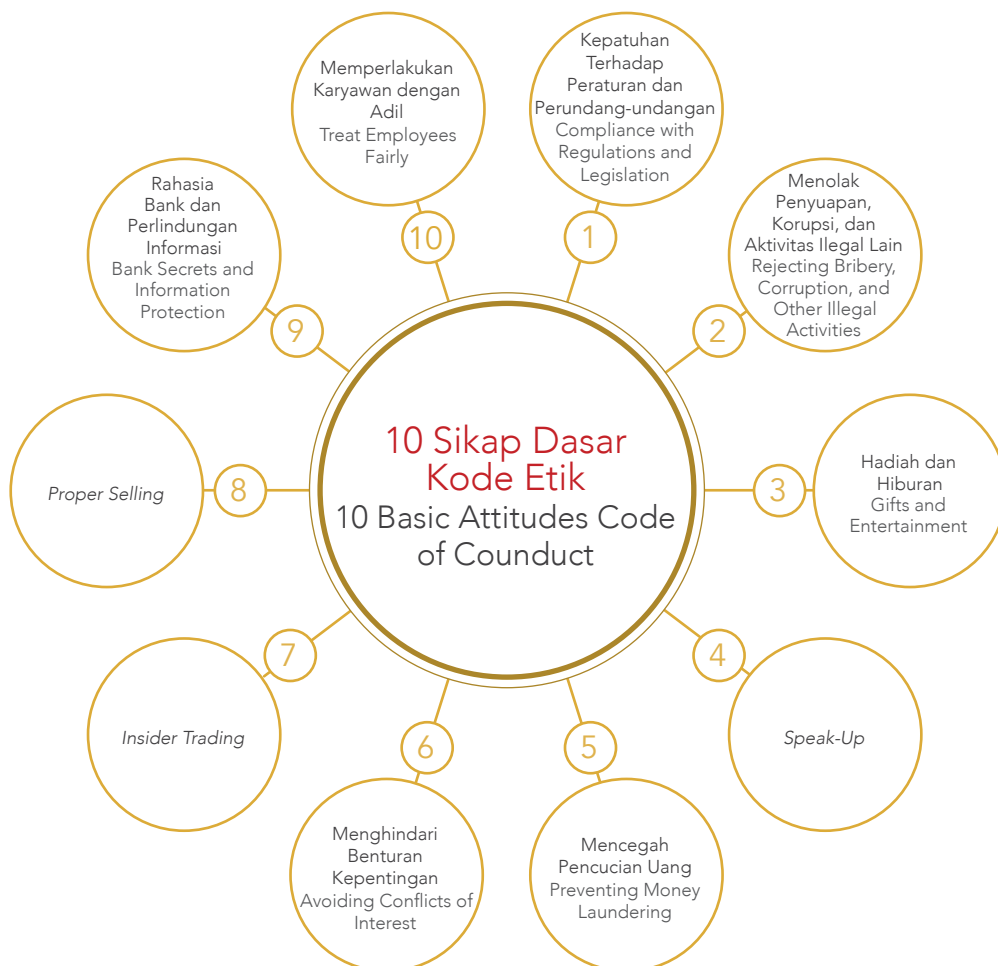 10 Sikap Dasar
Kode Etik
10 Basic Attitudes Code
of Counduct
1
Kepatuhan
Terhadap
Peraturan dan
Perundang-undangan
Compliance with
Regulations and
Legislation
2
Menolak
Penyuapan,
Korupsi, dan
Aktivitas Ilegal Lain
Rejecting Bribery,
Corruption, and
Other Illegal
Activities
3
Hadiah dan
Hiburan
Gifts and
Entertainment
4
Speak-Up
5
Mencegah
Pencucian Uang
Preventing Money
Laundering
6
Menghindari
Benturan
Kepentingan
Avoiding Conflicts of
Interest
7
Insider Trading
8
Proper Selling
9
Rahasia
Bank dan
Perlindungan
Informasi
Bank Secrets and
Information
Protection
10
Memperlakukan
Karyawan dengan
Adil
Treat Employees
Fairly